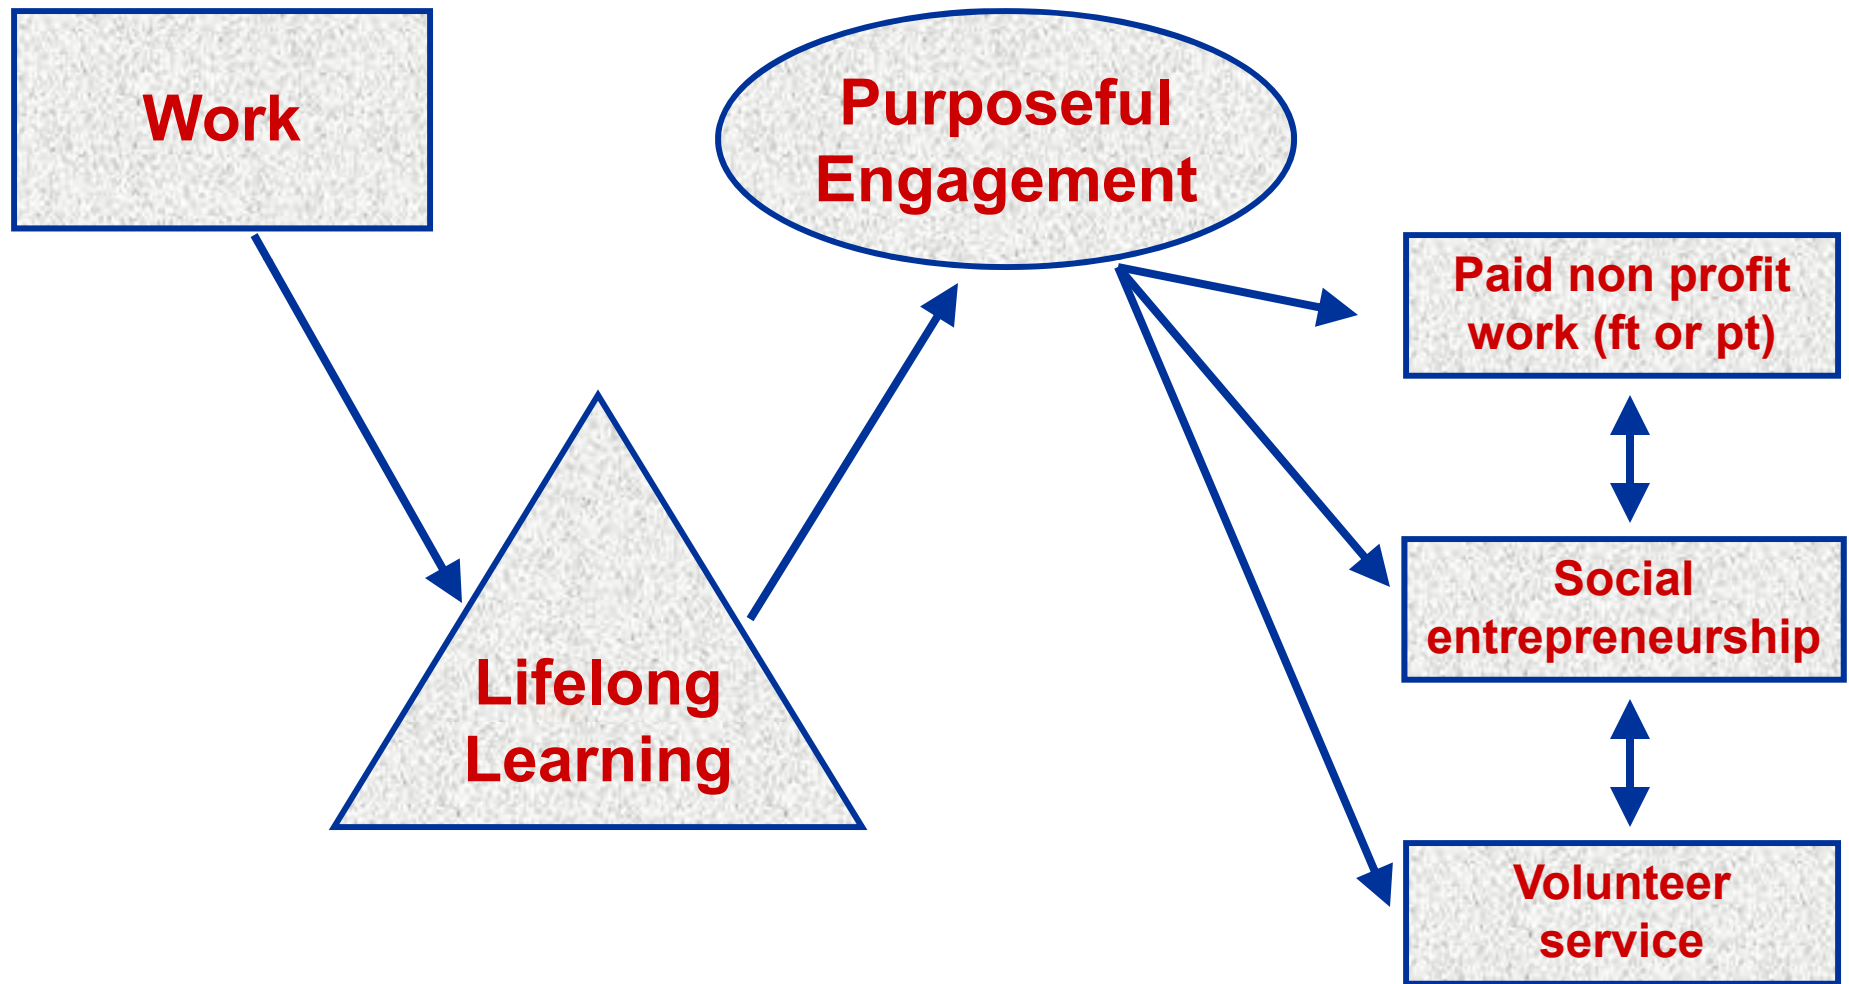 Work
Purposeful
Engagement
Lifelong
Learning
Paid non profit
work (ft or pt)
Social
entrepreneurship
Volunteer
service